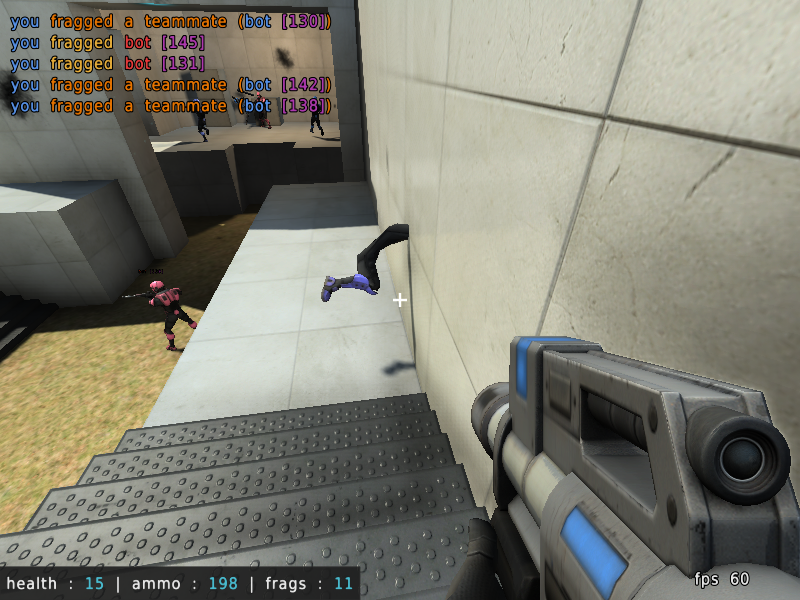 you fragged a teammate (bot [130])
you fragged bot [145]
you fragged bot [131]
you fragged a teammate (bot [142])
you fragged a teammate (bot [138])
health : 15 | ammo : 198 | frags : 11
fps 60